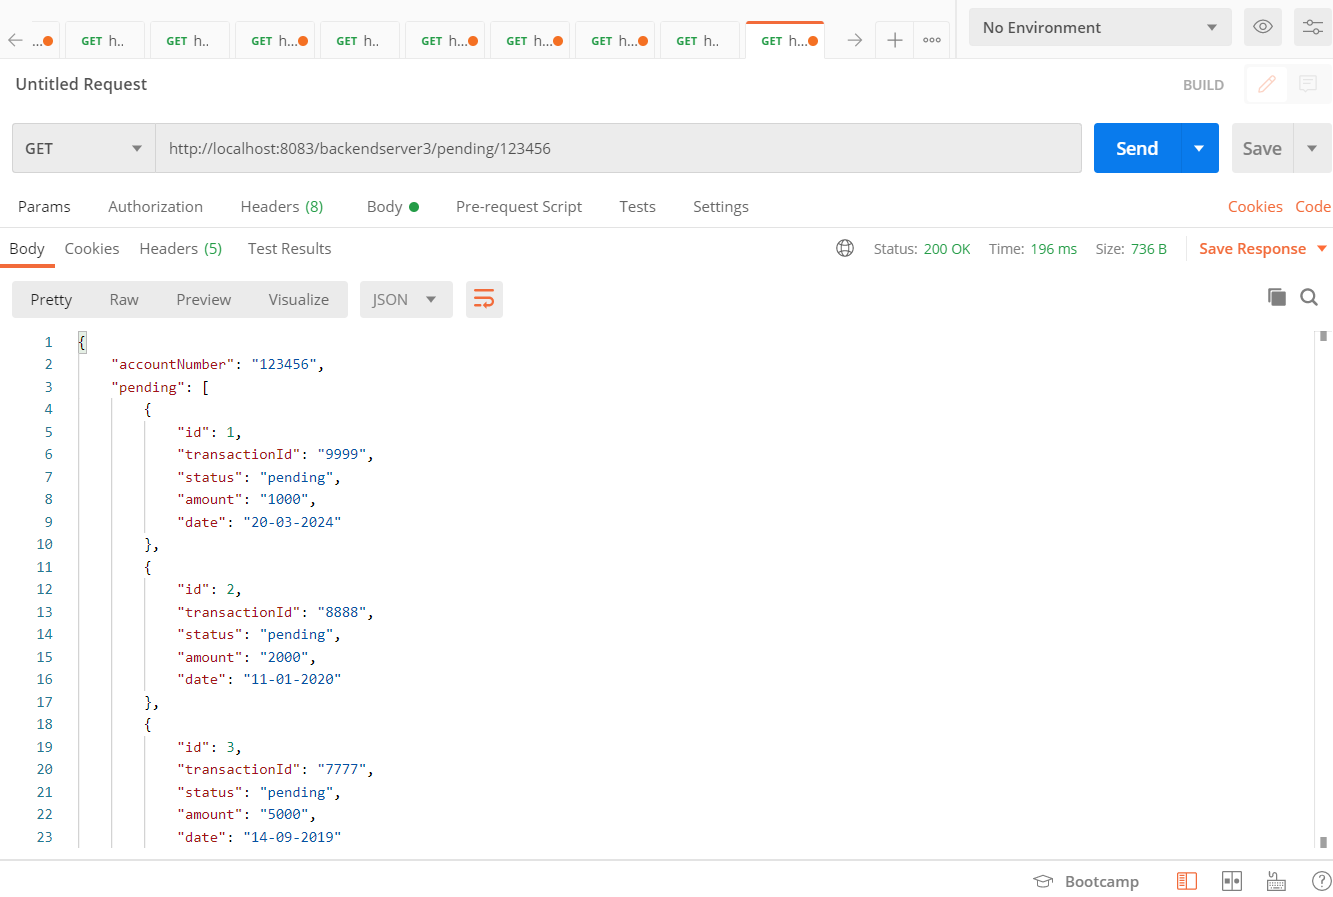 ... GET h.. GET h.. GET h... GET h.. GET h... GET h... GET h... GET h.. GET h... No Environment
Untitled Request BUILD
GET http://localhost:8083/backendserver3/pending/123456 Send Save
Params Authorization Headers (8) Body Pre-request Script Tests Settings Cookies Code
Body Cookies Headers (5) Test Results Status: 200 OK Time: 196 ms Size: 736 B Save Response
Pretty Raw Preview Visualize JSON
1 {
2 "accountNumber": "123456",
3 "pending": [
4 {
5 "id": 1,
6 "transactionId": "9999",
7 "status": "pending",
8 "amount": "1000",
9 "date": "20-03-2024"
10 },
11 {
12 "id": 2,
13 "transactionId": "8888",
14 "status": "pending",
15 "amount": "2000",
16 "date": "11-01-2020"
17 },
18 {
19 "id": 3,
20 "transactionId": "7777",
21 "status": "pending",
22 "amount": "5000",
23 "date": "14-09-2019"
Bootcamp ?